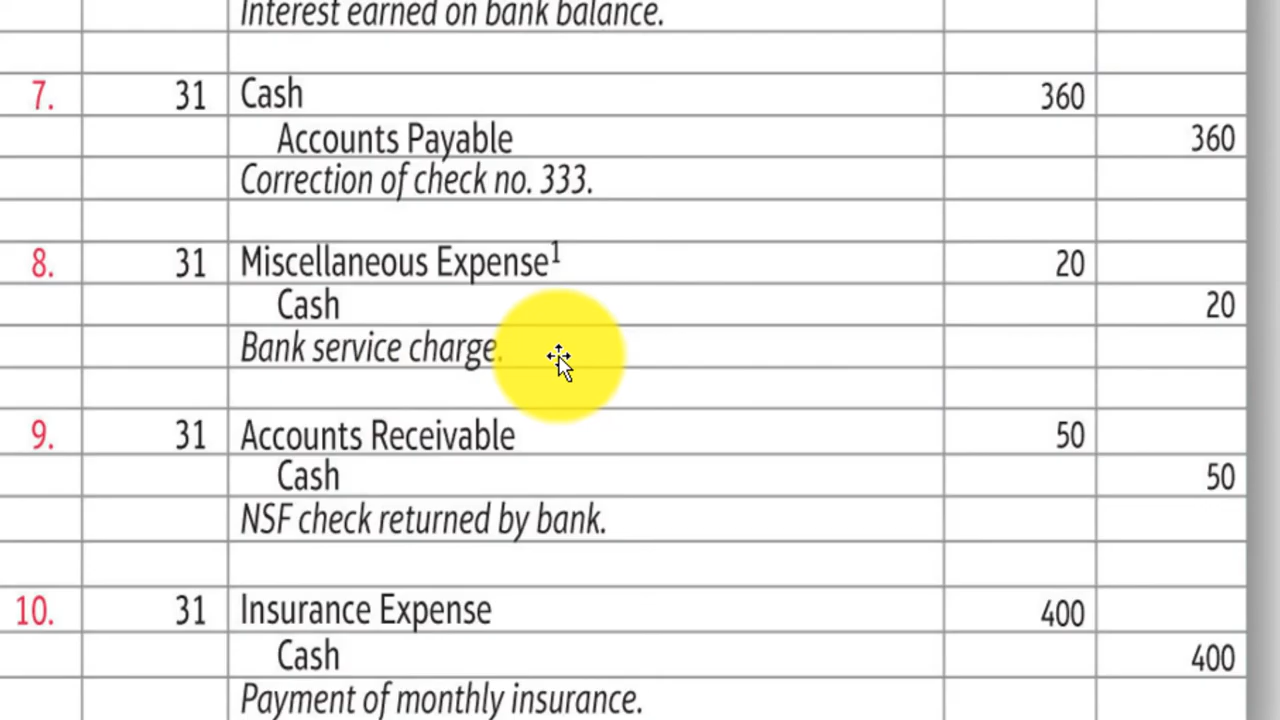 Interest earned on bank balance.
7. 31 Cash 360
Accounts Payable 360
Correction of check no. 333.
8. 31 Miscellaneous Expense¹ 20
Cash 20
Bank service charge.
9. 31 Accounts Receivable 50
Cash 50
NSF check returned by bank.
10. 31 Insurance Expense 400
Cash 400
Payment of monthly insurance.